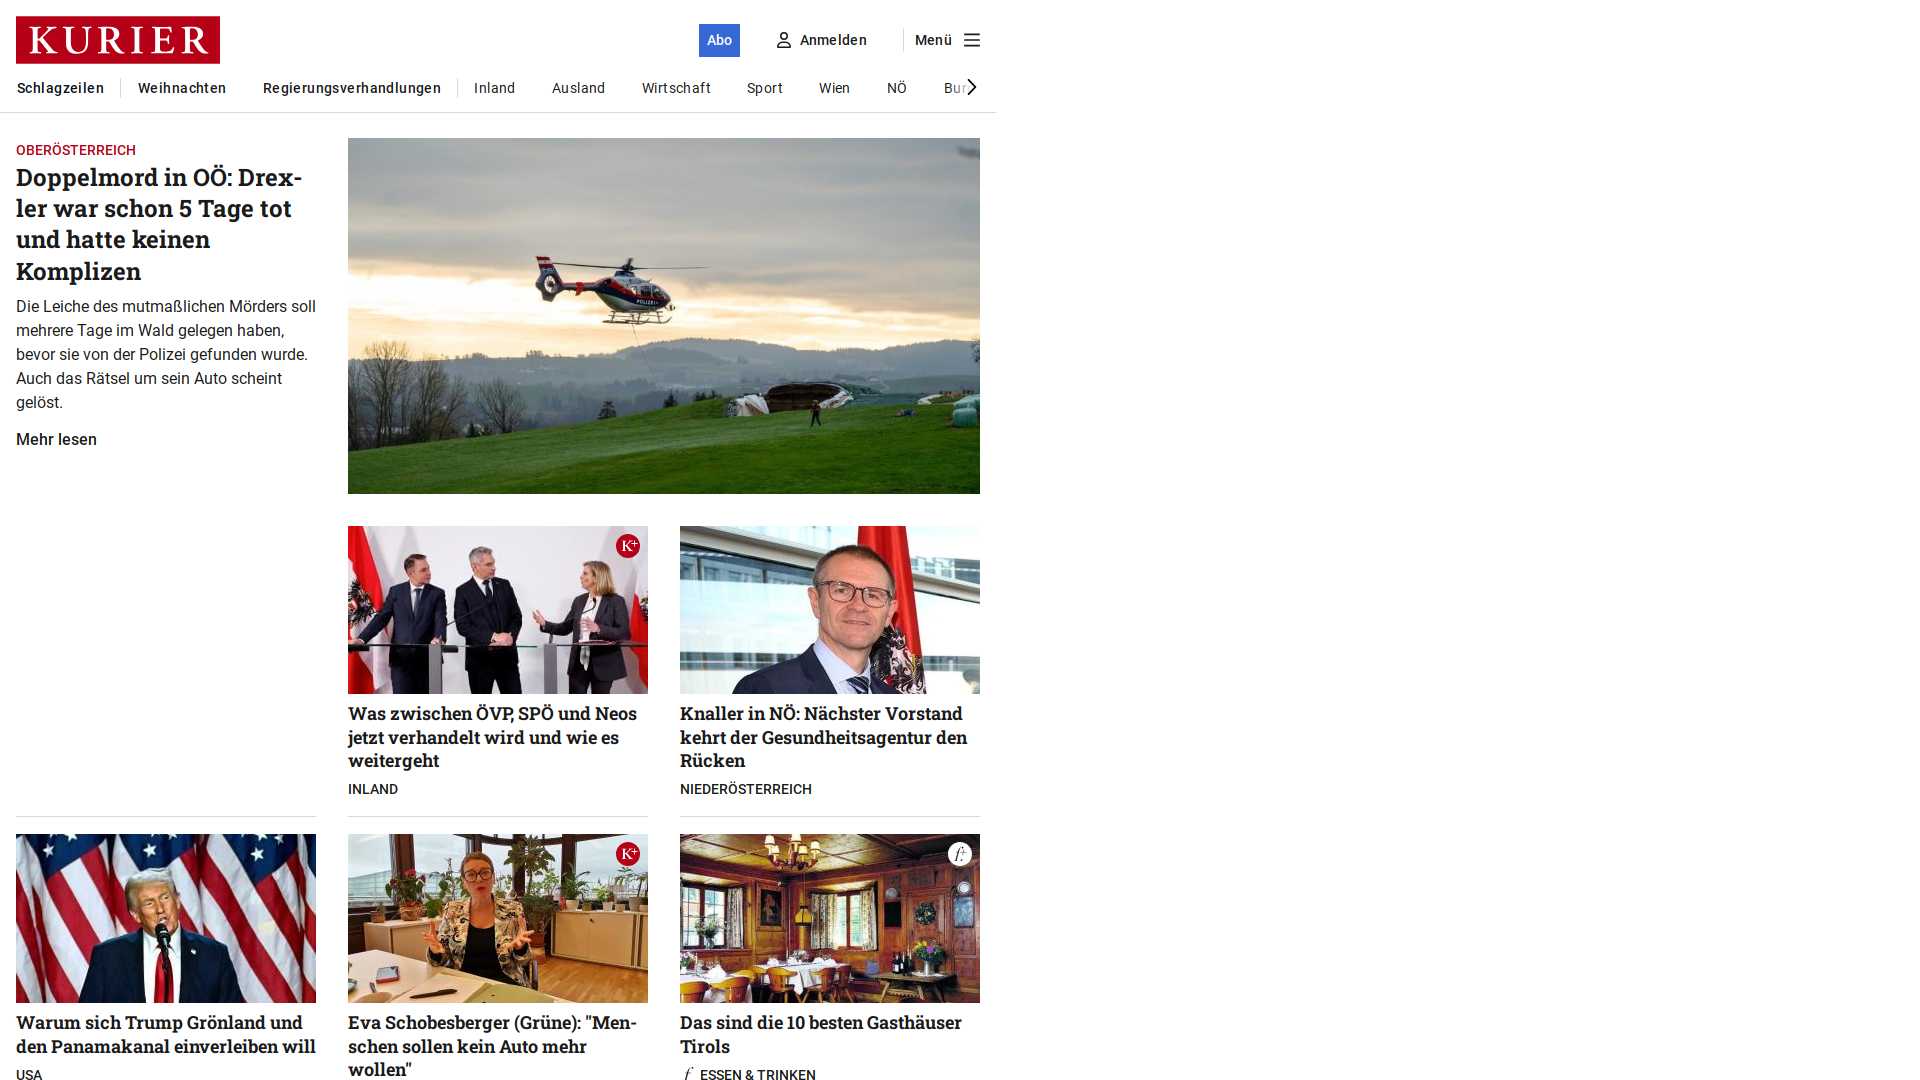 KURIER
Abo
Anmelden
Menü
Schlagzeilen
Weihnachten
Regierungsverhandlungen
Inland
Ausland
Wirtschaft
Sport
Wien
NÖ
Bur
OBERÖSTERREICH
Doppelmord in OÖ: Drex-
ler war schon 5 Tage tot
und hatte keinen
Komplizen
Die Leiche des mutmaßlichen Mörders soll
mehrere Tage im Wald gelegen haben,
bevor sie von der Polizei gefunden wurde.
Auch das Rätsel um sein Auto scheint
gelöst.
Mehr lesen
POLIZEI
K+
Was zwischen ÖVP, SPÖ und Neos
jetzt verhandelt wird und wie es
weitergeht
INLAND
Knaller in NÖ: Nächster Vorstand
kehrt der Gesundheitsagentur den
Rücken
NIEDERÖSTERREICH
Warum sich Trump Grönland und
den Panamakanal einverleiben will
USA
K+
Eva Schobesberger (Grüne): "Men-
schen sollen kein Auto mehr
wollen"
f+
Das sind die 10 besten Gasthäuser
Tirols
f ESSEN & TRINKEN